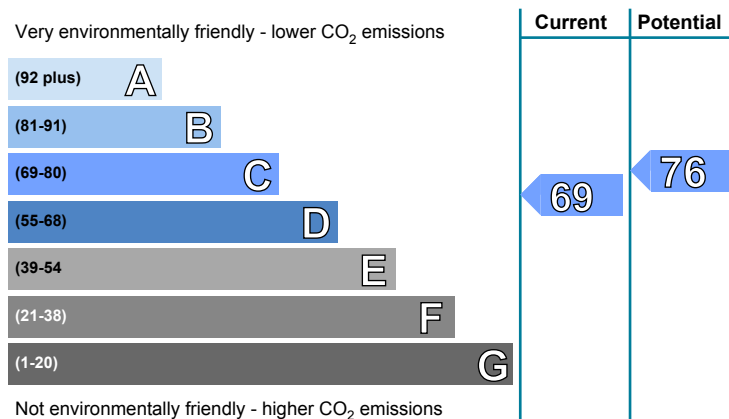 Very environmentally friendly - lower CO₂ emissions
Current
Potential
(92 plus) A
(81-91) B
(69-80) C
(55-68) D
(39-54 E
(21-38) F
(1-20) G
69
76
Not environmentally friendly - higher CO₂ emissions